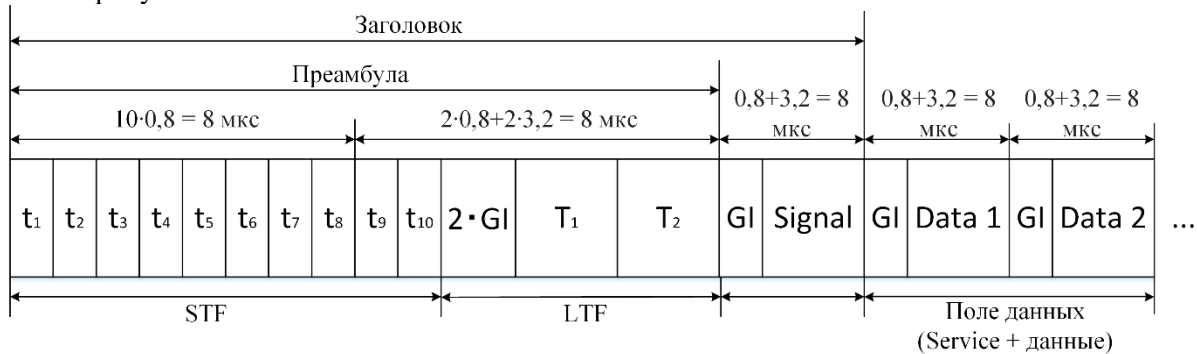 Заголовок
Преамбула
10·0,8 = 8 мкс
2·0,8+2·3,2 = 8 мкс
0,8+3,2 = 8
мкс
0,8+3,2 = 8
мкс
0,8+3,2 = 8
мкс
t1 t2 t3 t4 t5 t6 t7 t8 t9 t10 2·GI T1 T2 GI Signal GI Data 1 GI Data 2 ...
STF
LTF
Поле данных
(Service + данные)